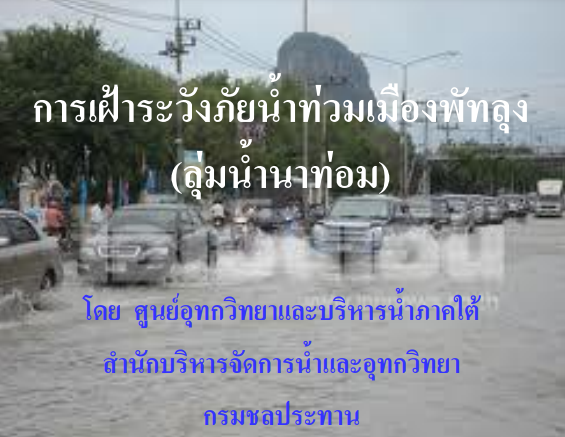 การเฝ้าระวังภัยน้ำท่วมเมืองพัทลุง
(ลุ่มน้ำนาท่อม)
โดย ศูนย์อุทกวิทยาและบริหารน้ำภาคใต้
สำนักบริหารจัดการน้ำและอุทกวิทยา
กรมชลประทาน